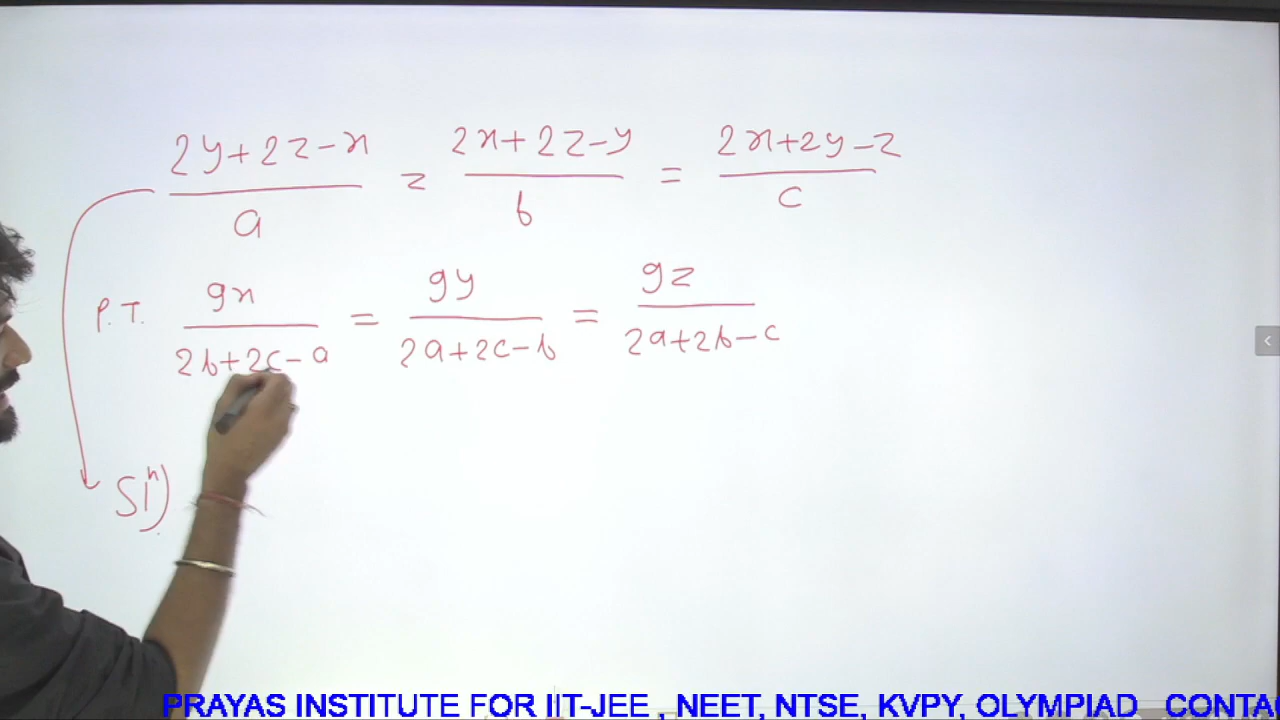 2y+2z-x / a = 2x+2z-y / b = 2x+2y-z / c
P.T. 9x / 2b+2c-a = 9y / 2a+2c-b = 9z / 2a+2b-c
Slⁿ)
PRAYAS INSTITUTE FOR IIT-JEE , NEET, NTSE, KVPY, OLYMPIAD CONTA